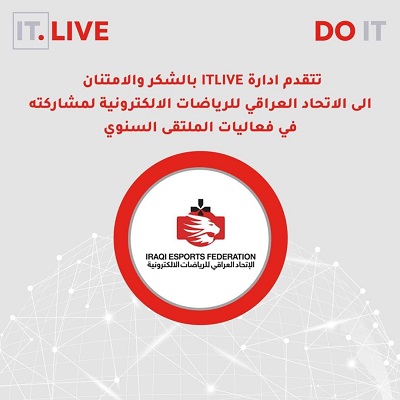 IT. LIVE
DO IT
تتقدم ادارة ITLIVE بالشكر والامتنان
الى الاتحاد العراقي للرياضات الالكترونية لمشاركته
في فعاليات الملتقى السنوي
IRAQI ESPORTS FEDERATION
الإتحاد العراقي للرياضات الالكترونية